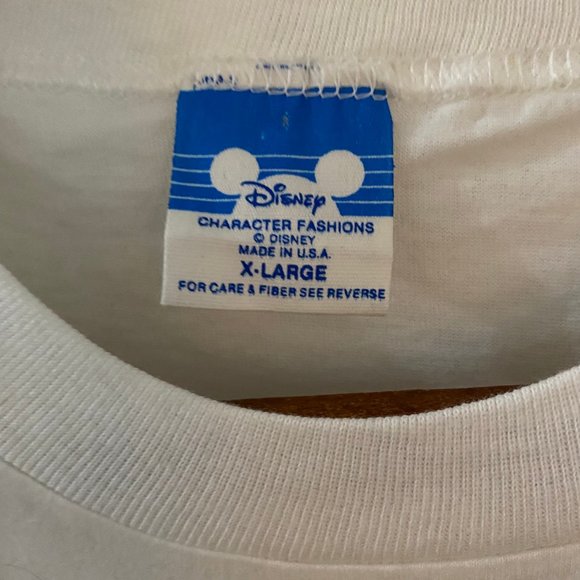 Disney
CHARACTER FASHIONS
© DISNEY
MADE IN U.S.A.
X-LARGE
FOR CARE & FIBER SEE REVERSE